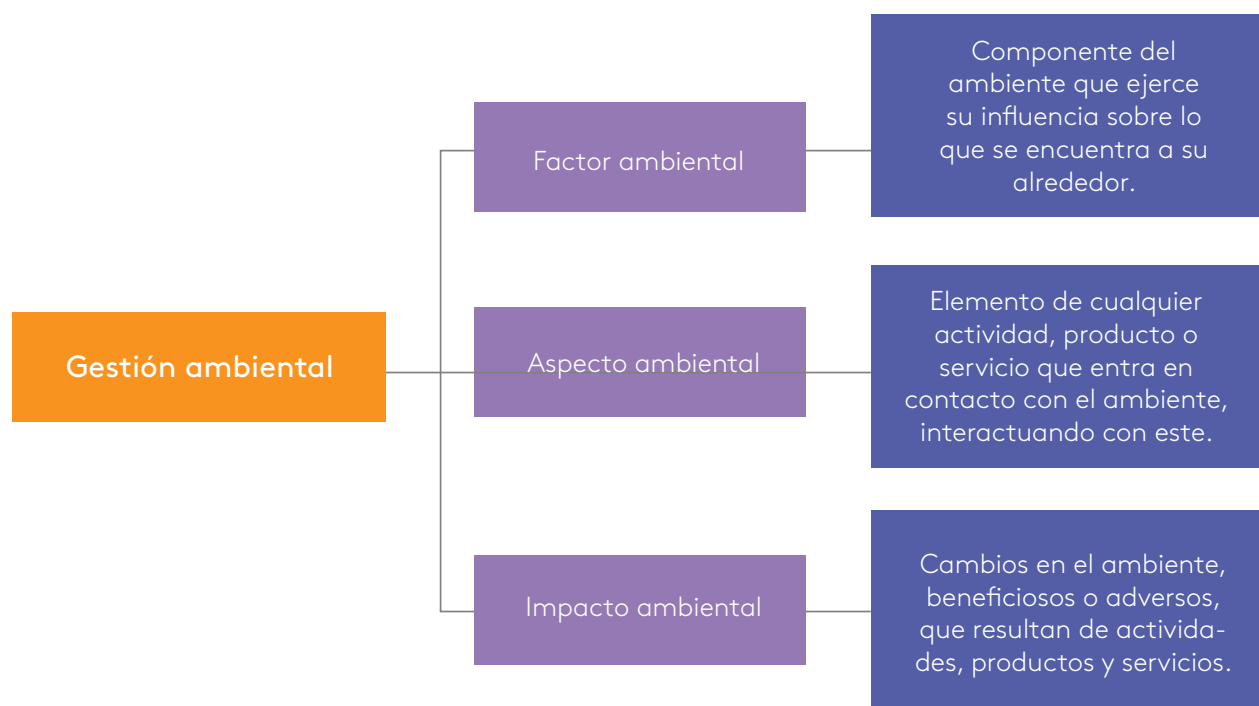 Gestión ambiental
Factor ambiental
Componente del
ambiente que ejerce
su influencia sobre lo
que se encuentra a su
alrededor.
Aspecto ambiental
Elemento de cualquier
actividad, producto o
servicio que entra en
contacto con el ambiente,
interactuando con este.
Impacto ambiental
Cambios en el ambiente,
beneficiosos o adversos,
que resultan de activida-
des, productos y servicios.